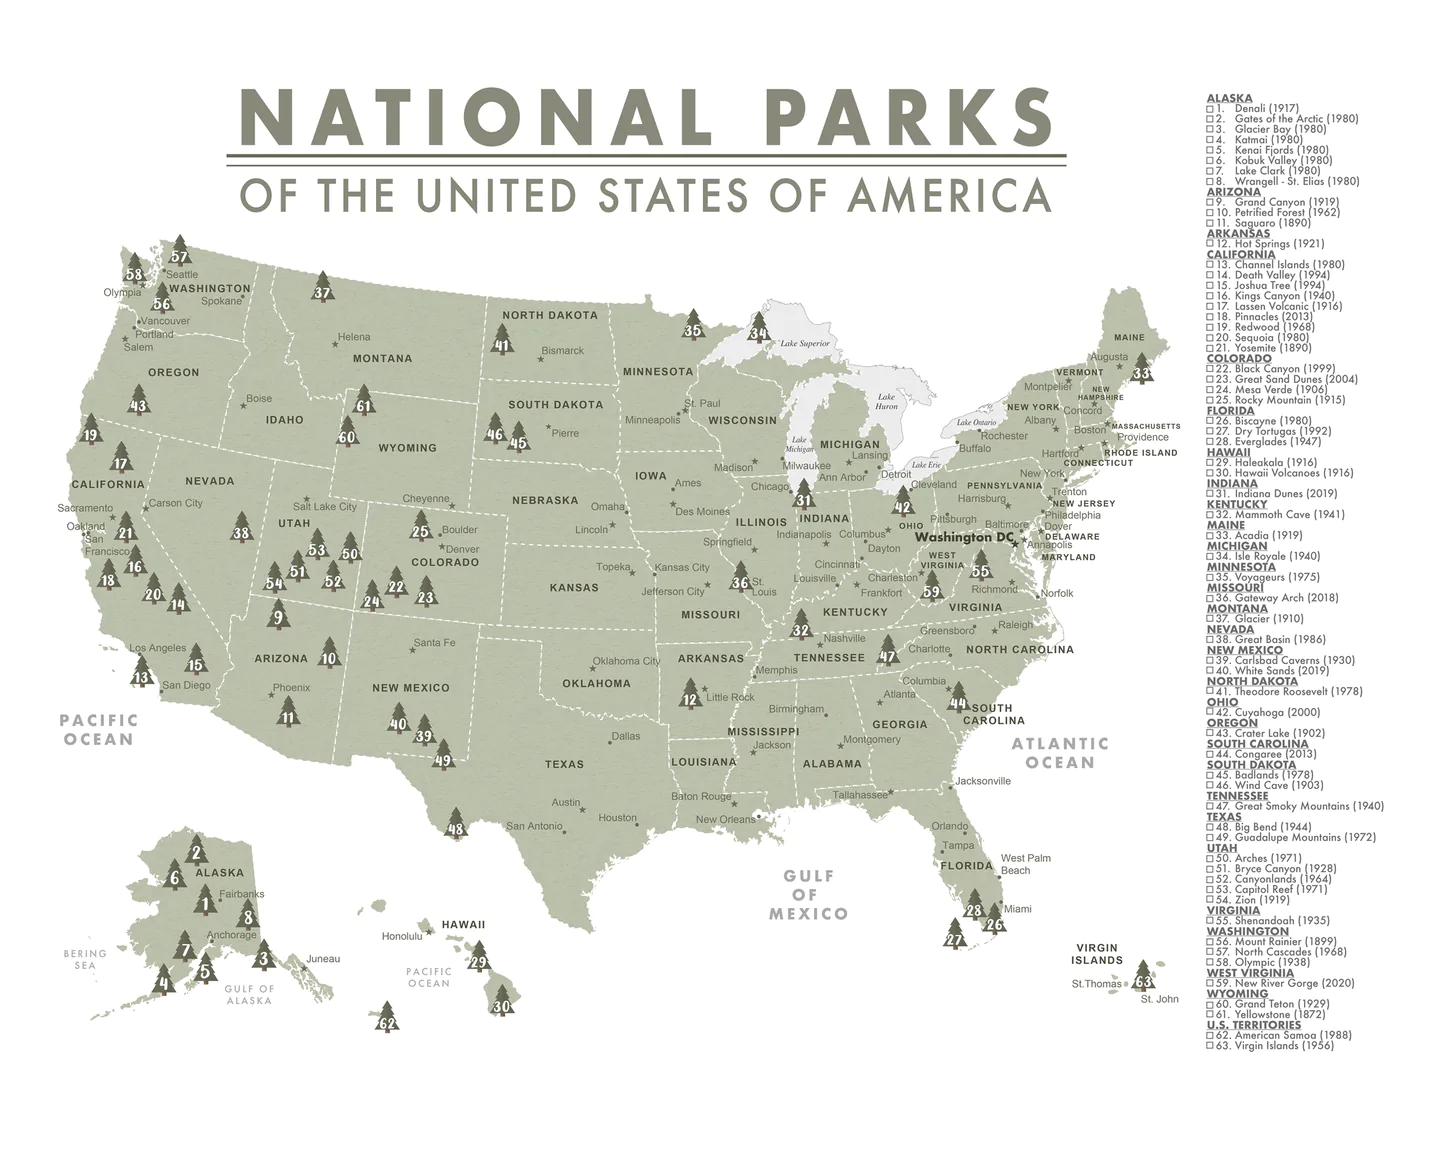 NATIONAL PARKS
OF THE UNITED STATES OF AMERICA
ALASKA
1. Denali (1917)
2. Gates of the Arctic (1980)
3. Glacier Bay (1980)
4. Katmai (1980)
5. Kenai Fjords (1980)
6. Kobuk Valley (1980)
7. Lake Clark (1980)
8. Wrangell - St. Elias (1980)
ARIZONA
9. Grand Canyon (1919)
10. Petrified Forest (1962)
11. Saguaro (1890)
ARKANSAS
12. Hot Springs (1921)
CALIFORNIA
13. Channel Islands (1980)
14. Death Valley (1994)
15. Joshua Tree (1994)
16. Kings Canyon (1940)
17. Lassen Volcanic (1916)
18. Pinnacles (2013)
19. Redwood (1968)
20. Sequoia (1980)
21. Yosemite (1890)
COLORADO
22. Black Canyon (1999)
23. Great Sand Dunes (2004)
24. Mesa Verde (1906)
25. Rocky Mountain (1915)
FLORIDA
26. Biscayne (1980)
27. Dry Tortugas (1992)
28. Everglades (1947)
HAWAII
29. Haleakala (1916)
30. Hawaii Volcanoes (1916)
INDIANA
31. Indiana Dunes (2019)
KENTUCKY
32. Mammoth Cave (1941)
MAINE
33. Acadia (1919)
MICHIGAN
34. Isle Royale (1940)
MINNESOTA
35. Voyageurs (1975)
MISSOURI
36. Gateway Arch (2018)
MONTANA
37. Glacier (1910)
NEVADA
38. Great Basin (1986)
NEW MEXICO
39. Carlsbad Caverns (1930)
40. White Sands (2019)
NORTH DAKOTA
41. Theodore Roosevelt (1978)
OHIO
42. Cuyahoga (2000)
OREGON
43. Crater Lake (1902)
SOUTH CAROLINA
44. Congaree (2013)
SOUTH DAKOTA
45. Badlands (1978)
46. Wind Cave (1903)
TENNESSEE
47. Great Smoky Mountains (1940)
TEXAS
48. Big Bend (1944)
49. Guadalupe Mountains (1972)
UTAH
50. Arches (1971)
51. Bryce Canyon (1928)
52. Canyonlands (1964)
53. Capitol Reef (1971)
54. Zion (1919)
VIRGINIA
55. Shenandoah (1935)
WASHINGTON
56. Mount Rainier (1899)
57. North Cascades (1968)
58. Olympic (1938)
WEST VIRGINIA
59. New River Gorge (2020)
WYOMING
60. Grand Teton (1929)
61. Yellowstone (1872)
U.S. TERRITORIES
62. American Samoa (1988)
63. Virgin Islands (1956)
57
58
Seattle
Olympia
WASHINGTON
56
Spokane
Vancouver
Portland
Salem
OREGON
43
37
Helena
MONTANA
Boise
IDAHO
61
60
WYOMING
Cheyenne
NORTH DAKOTA
41
Bismarck
SOUTH DAKOTA
46
45
Pierre
NEBRASKA
Omaha
Lincoln
35
MINNESOTA
St. Paul
Minneapolis
34
Lake Superior
WISCONSIN
Madison
Milwaukee
Lake
Michigan
Lake
Huron
MICHIGAN
Lansing
Ann Arbor
Detroit
Lake Erie
Lake Ontario
IOWA
Ames
Des Moines
Chicago
31
ILLINOIS
Springfield
INDIANA
Indianapolis
Cleveland
42
OHIO
Columbus
Dayton
Cincinnati
MAINE
Augusta
33
VERMONT
Montpelier
NEW
HAMPSHIRE
Concord
NEW YORK
Albany
Rochester
Buffalo
Boston
MASSACHUSETTS
Providence
RHODE ISLAND
Hartford
CONNECTICUT
New York
PENNSYLVANIA
Harrisburg
Pittsburgh
Trenton
NEW JERSEY
Philadelphia
Dover
DELAWARE
Baltimore
Annapolis
MARYLAND
Washington DC
WEST
VIRGINIA
Charleston
59
55
Richmond
VIRGINIA
Norfolk
19
17
CALIFORNIA
Sacramento
Oakland
San
Francisco
21
16
18
20
14
NEVADA
Carson City
38
Los Angeles
13
15
San Diego
Salt Lake City
UTAH
53
50
51
54
52
25
Boulder
Denver
COLORADO
22
24
23
9
ARIZONA
10
Phoenix
11
Santa Fe
NEW MEXICO
40
39
49
KANSAS
Topeka
Kansas City
Jefferson City
36
St.
Louis
MISSOURI
Louisville
Frankfort
KENTUCKY
32
Nashville
TENNESSEE
47
Memphis
Greensboro
Raleigh
Charlotte
NORTH CAROLINA
Columbia
44
SOUTH
CAROLINA
Oklahoma City
OKLAHOMA
ARKANSAS
12
Little Rock
Birmingham
Atlanta
GEORGIA
MISSISSIPPI
Jackson
Montgomery
ALABAMA
Dallas
TEXAS
Austin
San Antonio
Houston
48
LOUISIANA
Baton Rouge
New Orleans
Tallahassee
Jacksonville
Orlando
Tampa
FLORIDA
West Palm
Beach
28
26
27
Miami
PACIFIC
OCEAN
ATLANTIC
OCEAN
GULF
OF
MEXICO
2
ALASKA
6
1
Fairbanks
8
Anchorage
7
5
3
4
Juneau
BERING
SEA
GULF OF
ALASKA
HAWAII
Honolulu
29
30
PACIFIC
OCEAN
62
VIRGIN
ISLANDS
63
St.Thomas
St. John